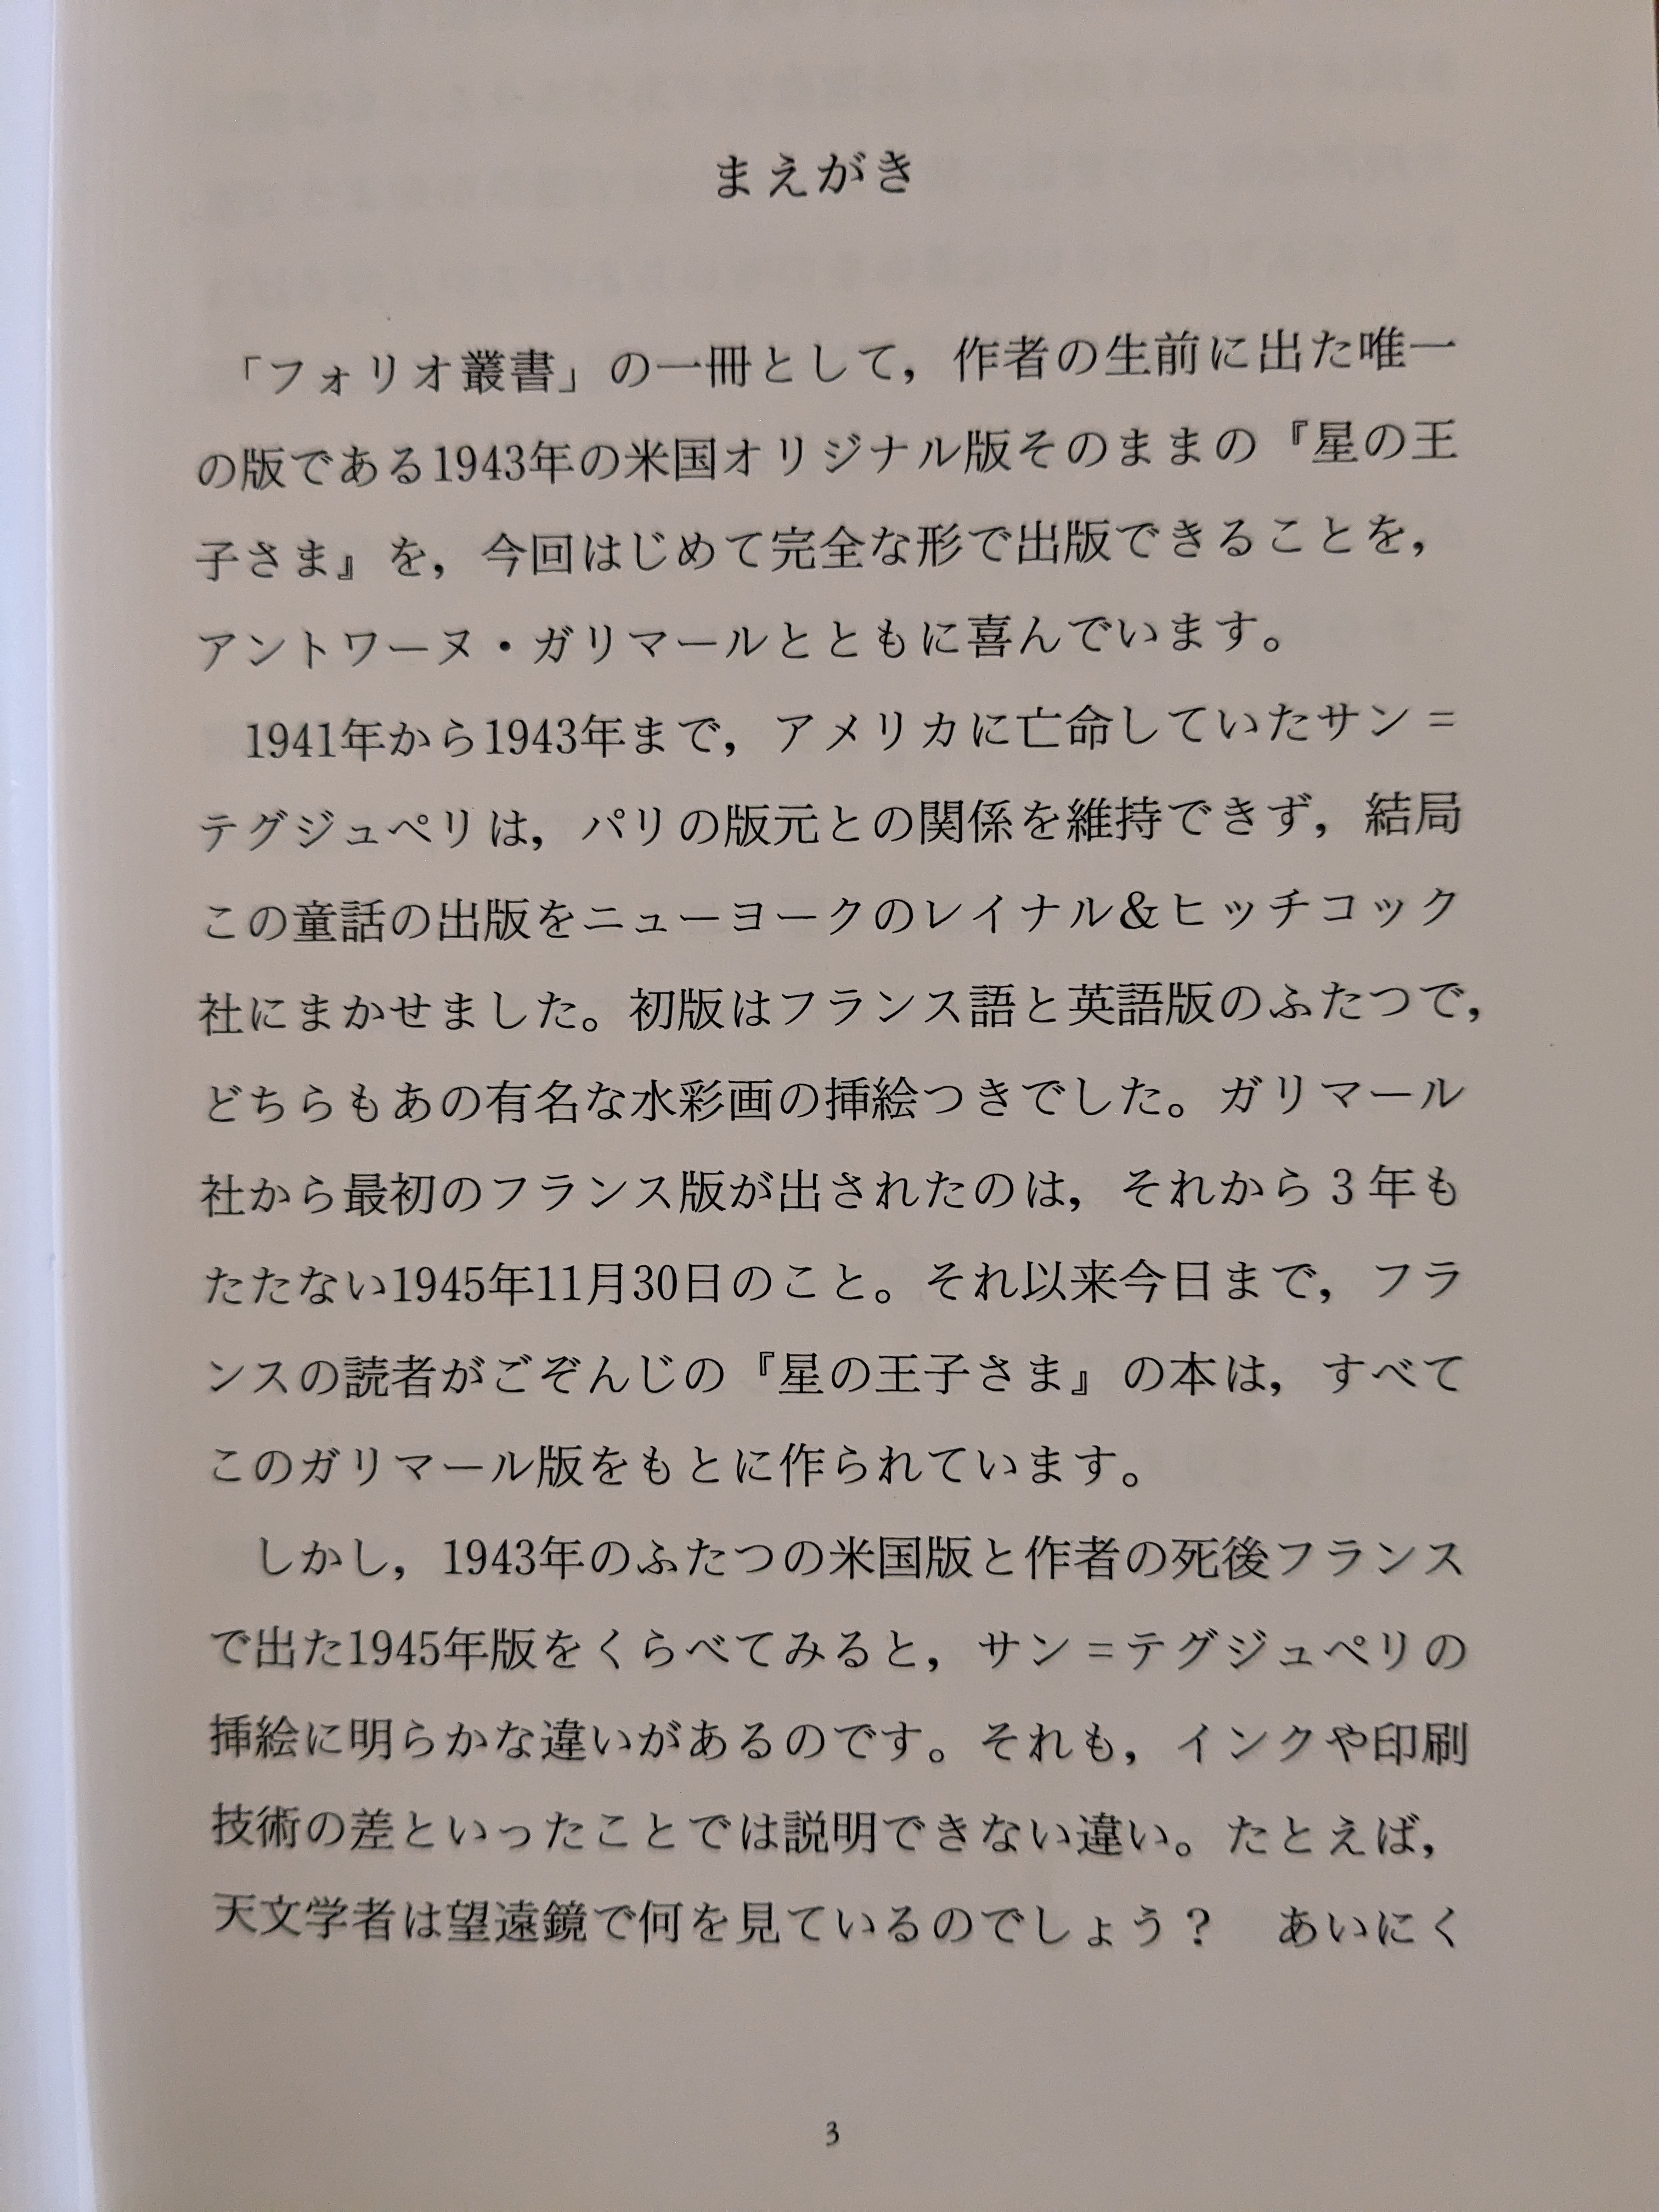 まえがき
「フォリオ叢書」の一冊として，作者の生前に出た唯一
の版である1943年の米国オリジナル版そのままの『星の王
子さま』を，今回はじめて完全な形で出版できることを，
アントワーヌ・ガリマールとともに喜んでいます。
1941年から1943年まで，アメリカに亡命していたサン＝
テグジュペリは，パリの版元との関係を維持できず，結局
この童話の出版をニューヨークのレイナル＆ヒッチコック
社にまかせました。初版はフランス語と英語版のふたつで，
どちらもあの有名な水彩画の挿絵つきでした。ガリマール
社から最初のフランス版が出されたのは，それから３年も
たたない1945年11月30日のこと。それ以来今日まで，フラ
ンスの読者がごぞんじの『星の王子さま』の本は，すべて
このガリマール版をもとに作られています。
しかし，1943年のふたつの米国版と作者の死後フランス
で出た1945年版をくらべてみると，サン＝テグジュペリの
挿絵に明らかな違いがあるのです。それも，インクや印刷
技術の差といったことでは説明できない違い。たとえば，
天文学者は望遠鏡で何を見ているのでしょう？　あいにく
3